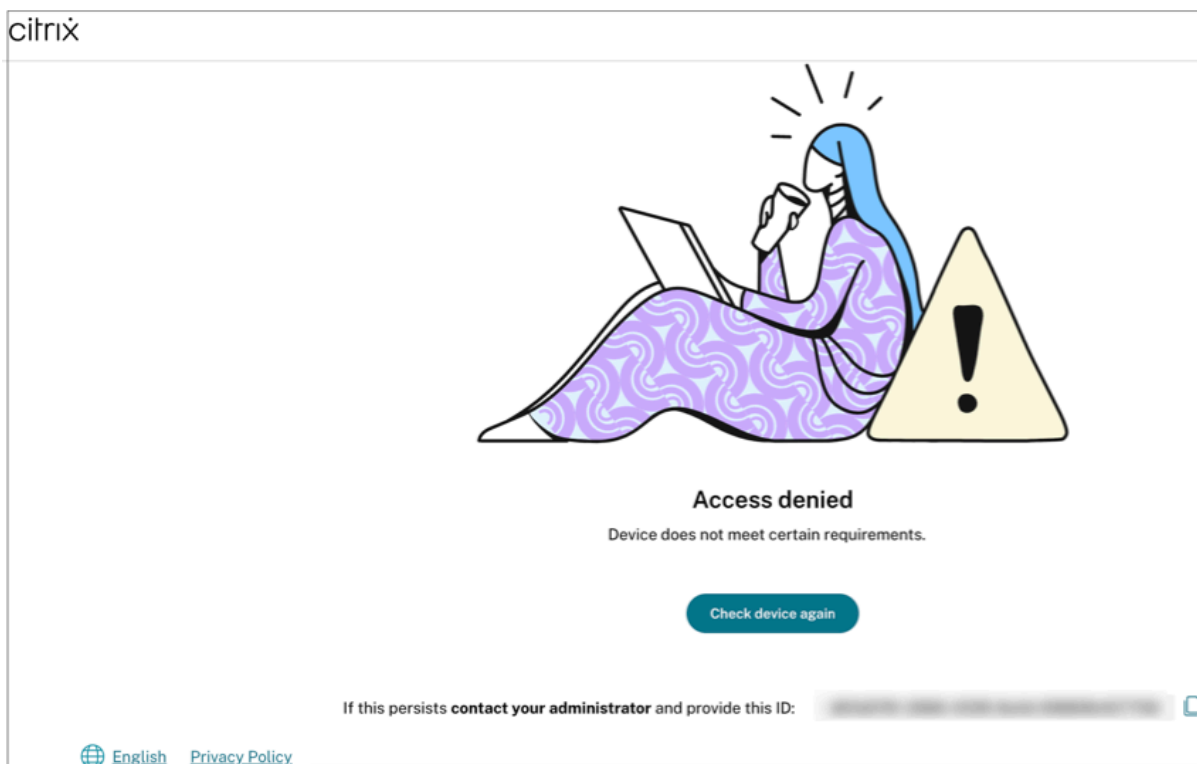 citrix
Access denied
Device does not meet certain requirements.
Check device again
If this persists contact your administrator and provide this ID:
English Privacy Policy